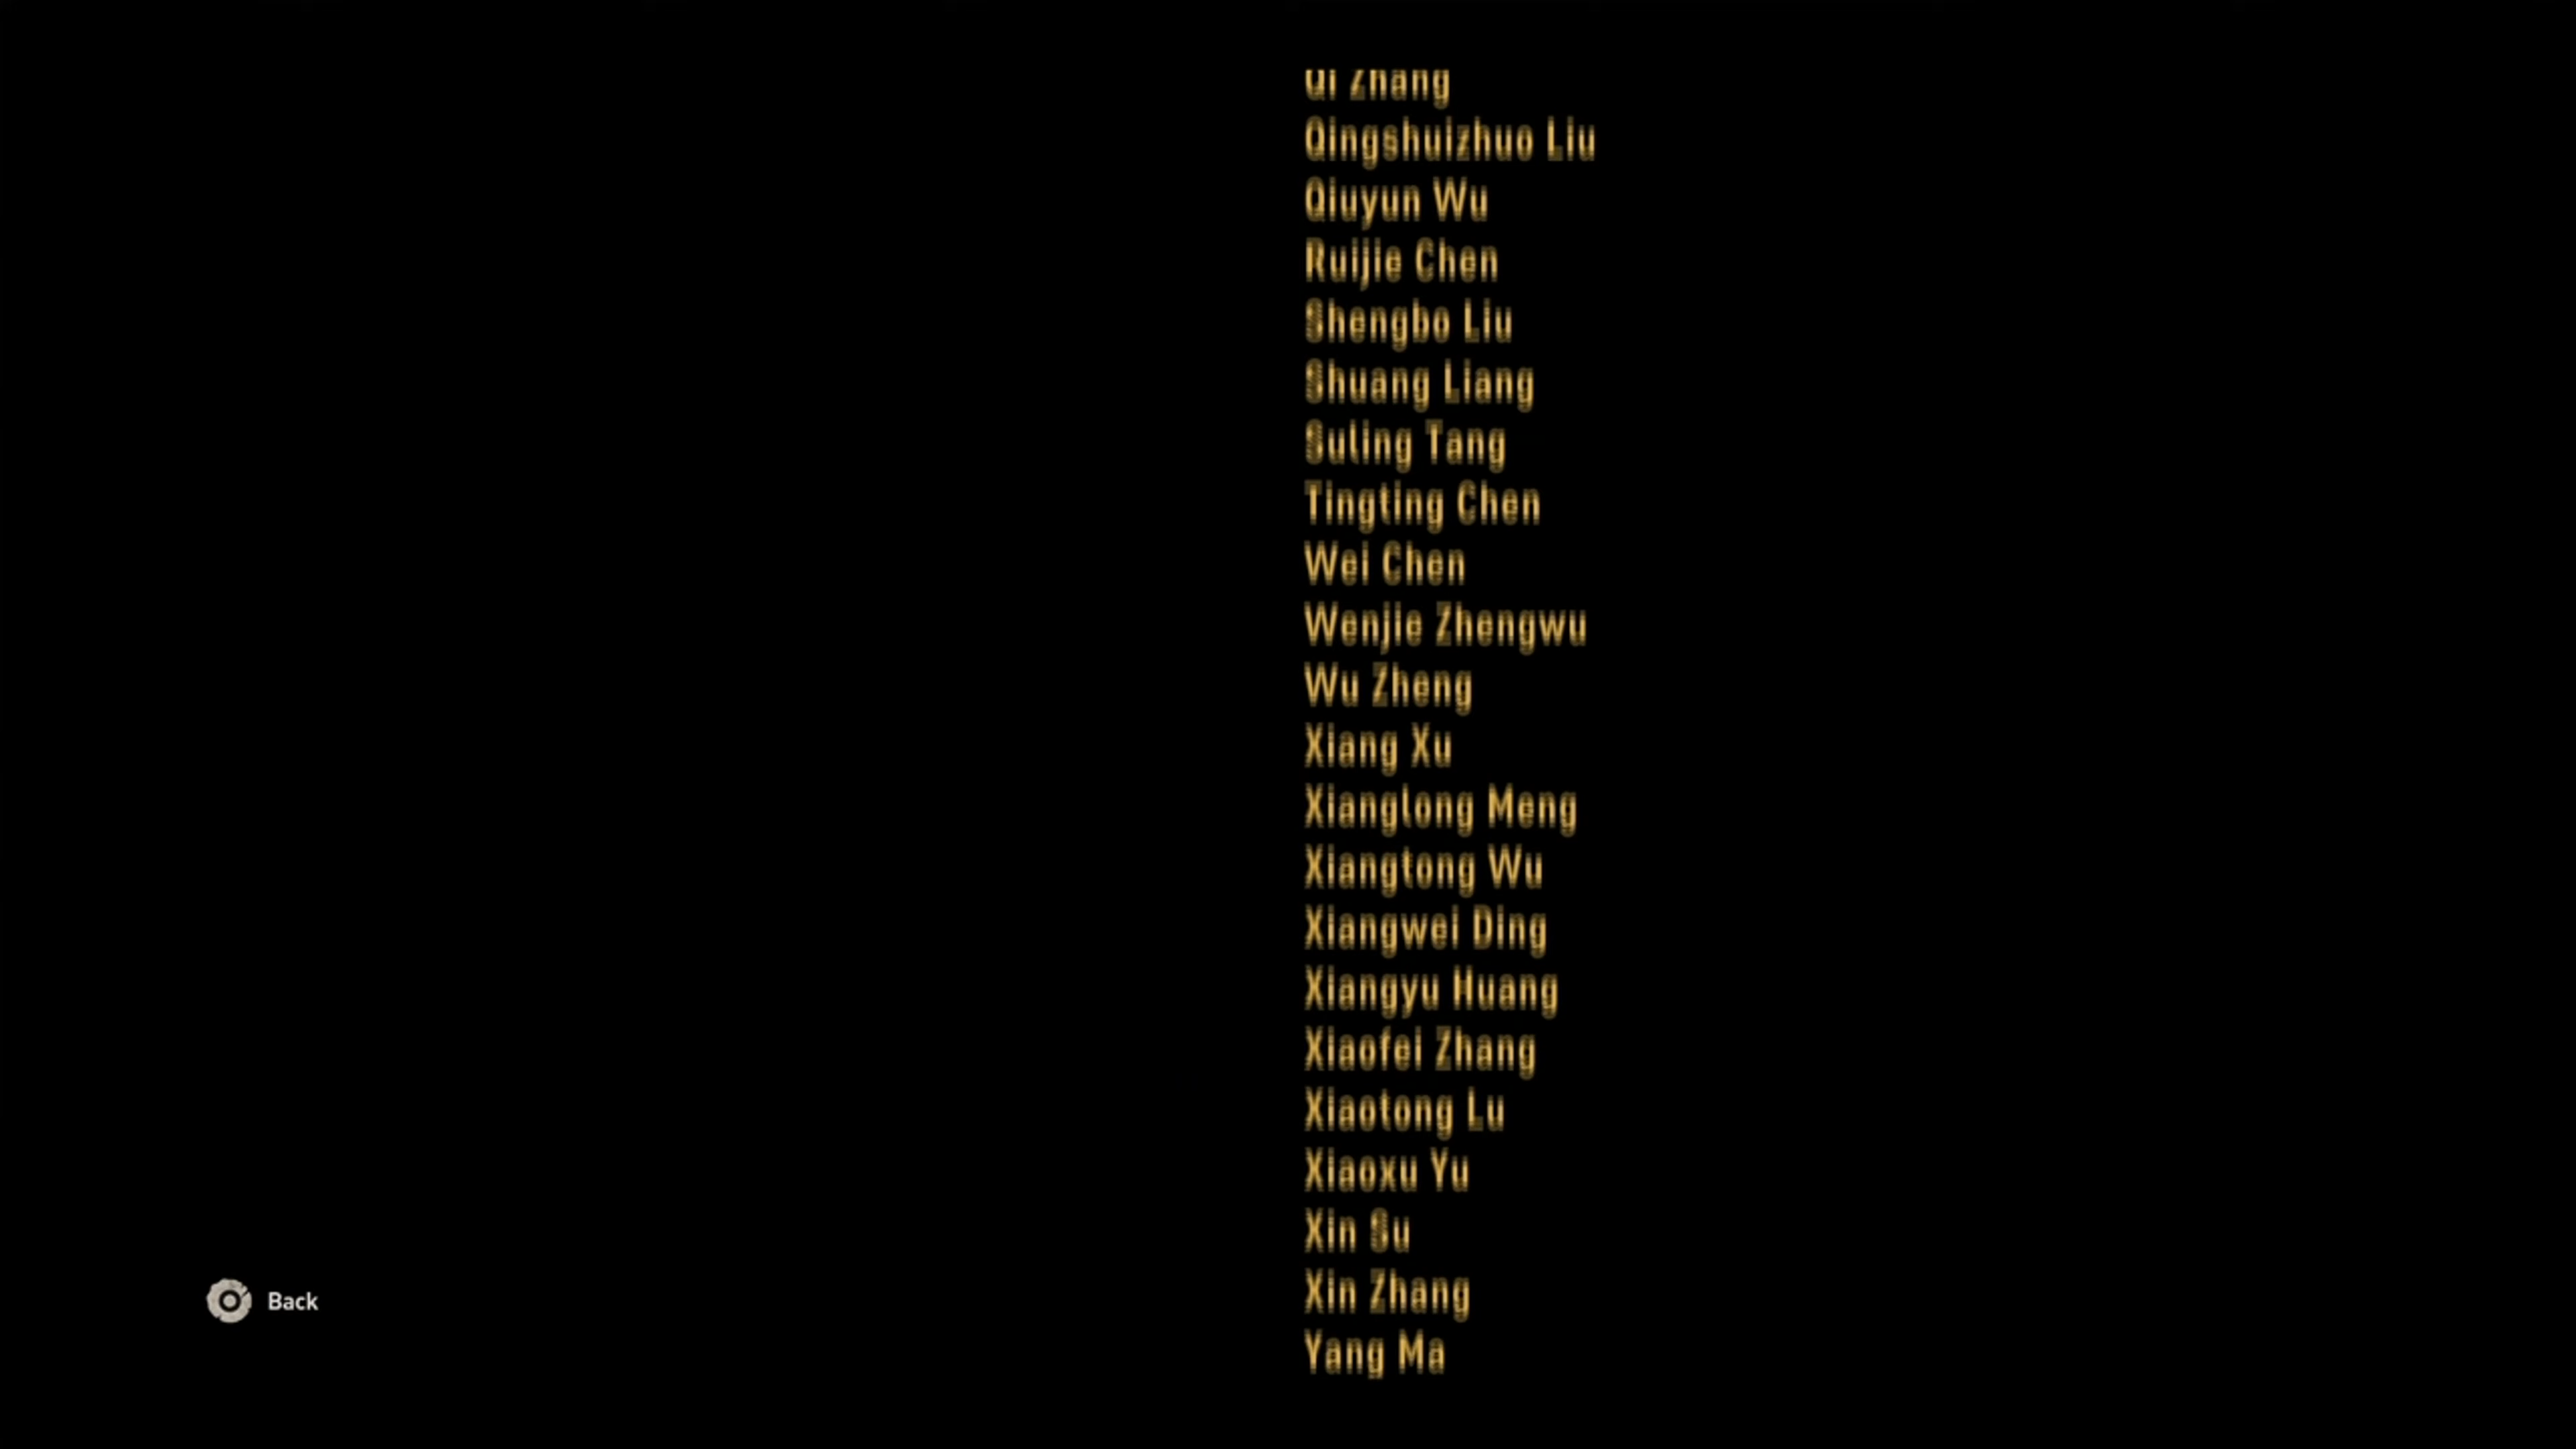 Qi Zhang
Qingshuizhuo Liu
Qiuyun Wu
Ruijie Chen
Shengbo Liu
Shuang Liang
Suling Tang
Tingting Chen
Wei Chen
Wenjie Zhengwu
Wu Zheng
Xiang Xu
Xianglong Meng
Xiangtong Wu
Xiangwei Ding
Xiangyu Huang
Xiaofei Zhang
Xiaotong Lu
Xiaoxu Yu
Xin Su
Xin Zhang
Yang Ma
Back